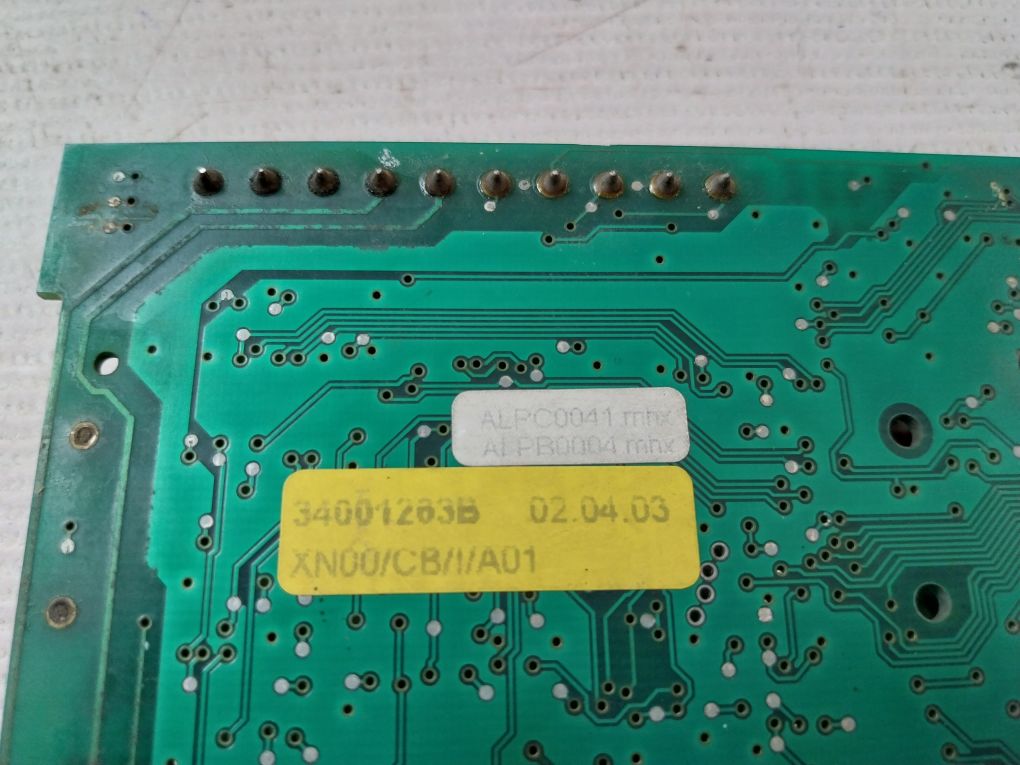 ALPC0041.mhx
ALPB0004.mhx
34001263B 02.04.03
XN00/CB/I/A01